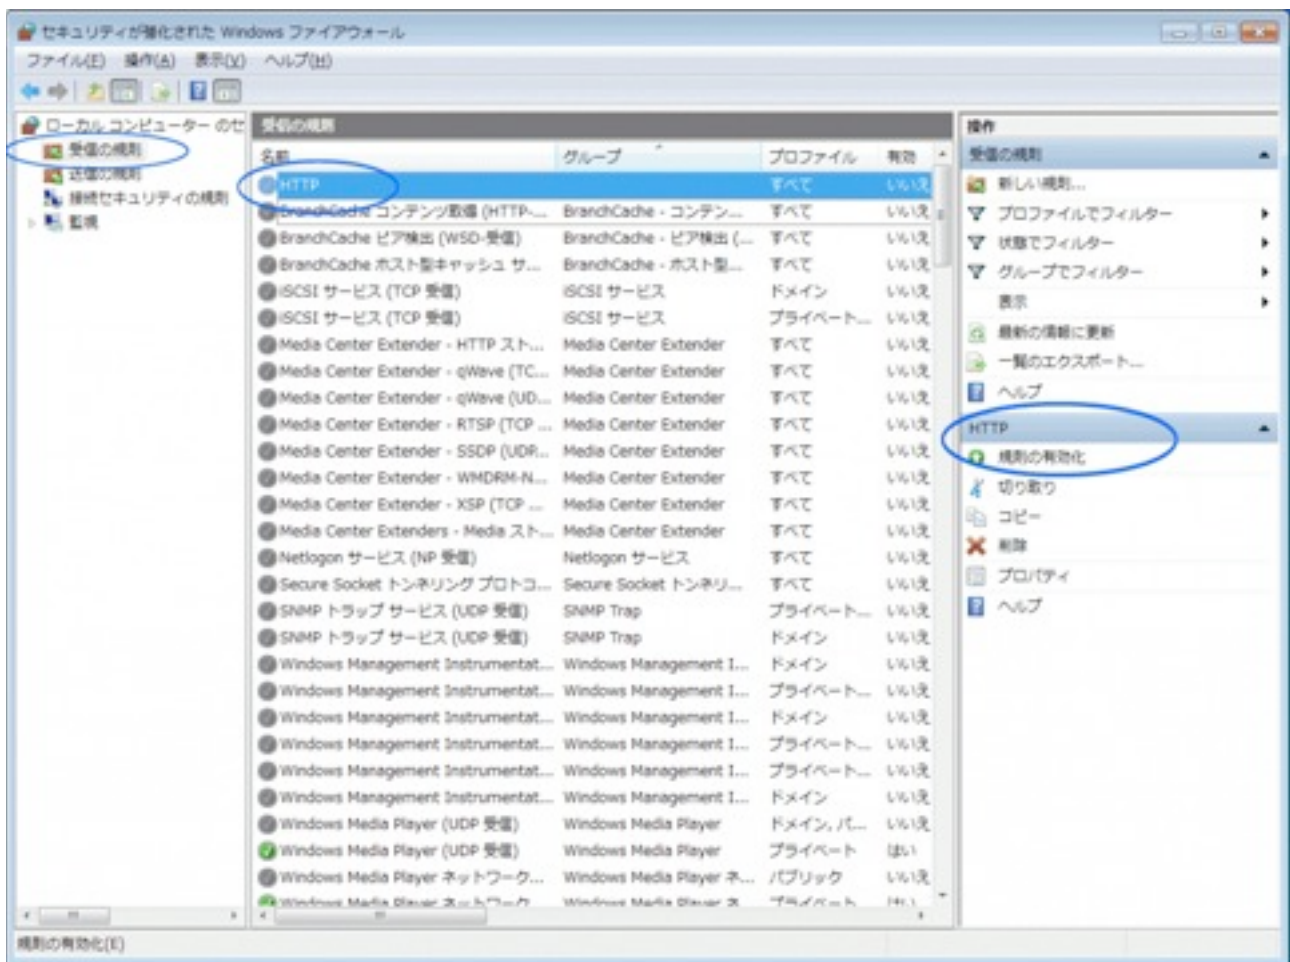 セキュリティが強化された Windows ファイアウォール
ファイル(F) 操作(A) 表示(V) ヘルプ(H)
ローカル コンピューター のセ
受信の規則
送信の規則
接続セキュリティの規則
監視
受信の規則
名前 グループ プロファイル 有効
HTTP すべて いいえ
BranchCache コンテンツ取得 (HTTP-... BranchCache - コンテン... すべて いいえ
BranchCache ピア検出 (WSD-受信) BranchCache - ピア検出 (... すべて いいえ
BranchCache ホスト型キャッシュ サ... BranchCache - ホスト型... すべて いいえ
iSCSI サービス (TCP 受信) iSCSI サービス ドメイン いいえ
iSCSI サービス (TCP 受信) iSCSI サービス プライベート... いいえ
Media Center Extender - HTTP スト... Media Center Extender すべて いいえ
Media Center Extender - qWave (TC... Media Center Extender すべて いいえ
Media Center Extender - qWave (UD... Media Center Extender すべて いいえ
Media Center Extender - RTSP (TCP ... Media Center Extender すべて いいえ
Media Center Extender - SSDP (UDP... Media Center Extender すべて いいえ
Media Center Extender - WMDRM-N... Media Center Extender すべて いいえ
Media Center Extender - XSP (TCP ... Media Center Extender すべて いいえ
Media Center Extenders - Media スト... Media Center Extender すべて いいえ
Netlogon サービス (NP 受信) Netlogon サービス すべて いいえ
Secure Socket トンネリング プロトコ... Secure Socket トンネリ... すべて いいえ
SNMP トラップ サービス (UDP 受信) SNMP Trap プライベート... いいえ
SNMP トラップ サービス (UDP 受信) SNMP Trap ドメイン いいえ
Windows Management Instrumentat... Windows Management I... ドメイン いいえ
Windows Management Instrumentat... Windows Management I... プライベート... いいえ
Windows Management Instrumentat... Windows Management I... ドメイン いいえ
Windows Management Instrumentat... Windows Management I... プライベート... いいえ
Windows Management Instrumentat... Windows Management I... プライベート... いいえ
Windows Management Instrumentat... Windows Management I... ドメイン いいえ
Windows Media Player (UDP 受信) Windows Media Player ドメイン, パ... いいえ
Windows Media Player (UDP 受信) Windows Media Player プライベート はい
Windows Media Player ネットワーク... Windows Media Player ネ... パブリック いいえ
Windows Media Player ネットワーク Windows Media Player ネ プライベート はい
操作
受信の規則
新しい規則...
プロファイルでフィルター
状態でフィルター
グループでフィルター
表示
最新の情報に更新
一覧のエクスポート...
ヘルプ
HTTP
規則の有効化
切り取り
コピー
削除
プロパティ
ヘルプ
規則の有効化(E)